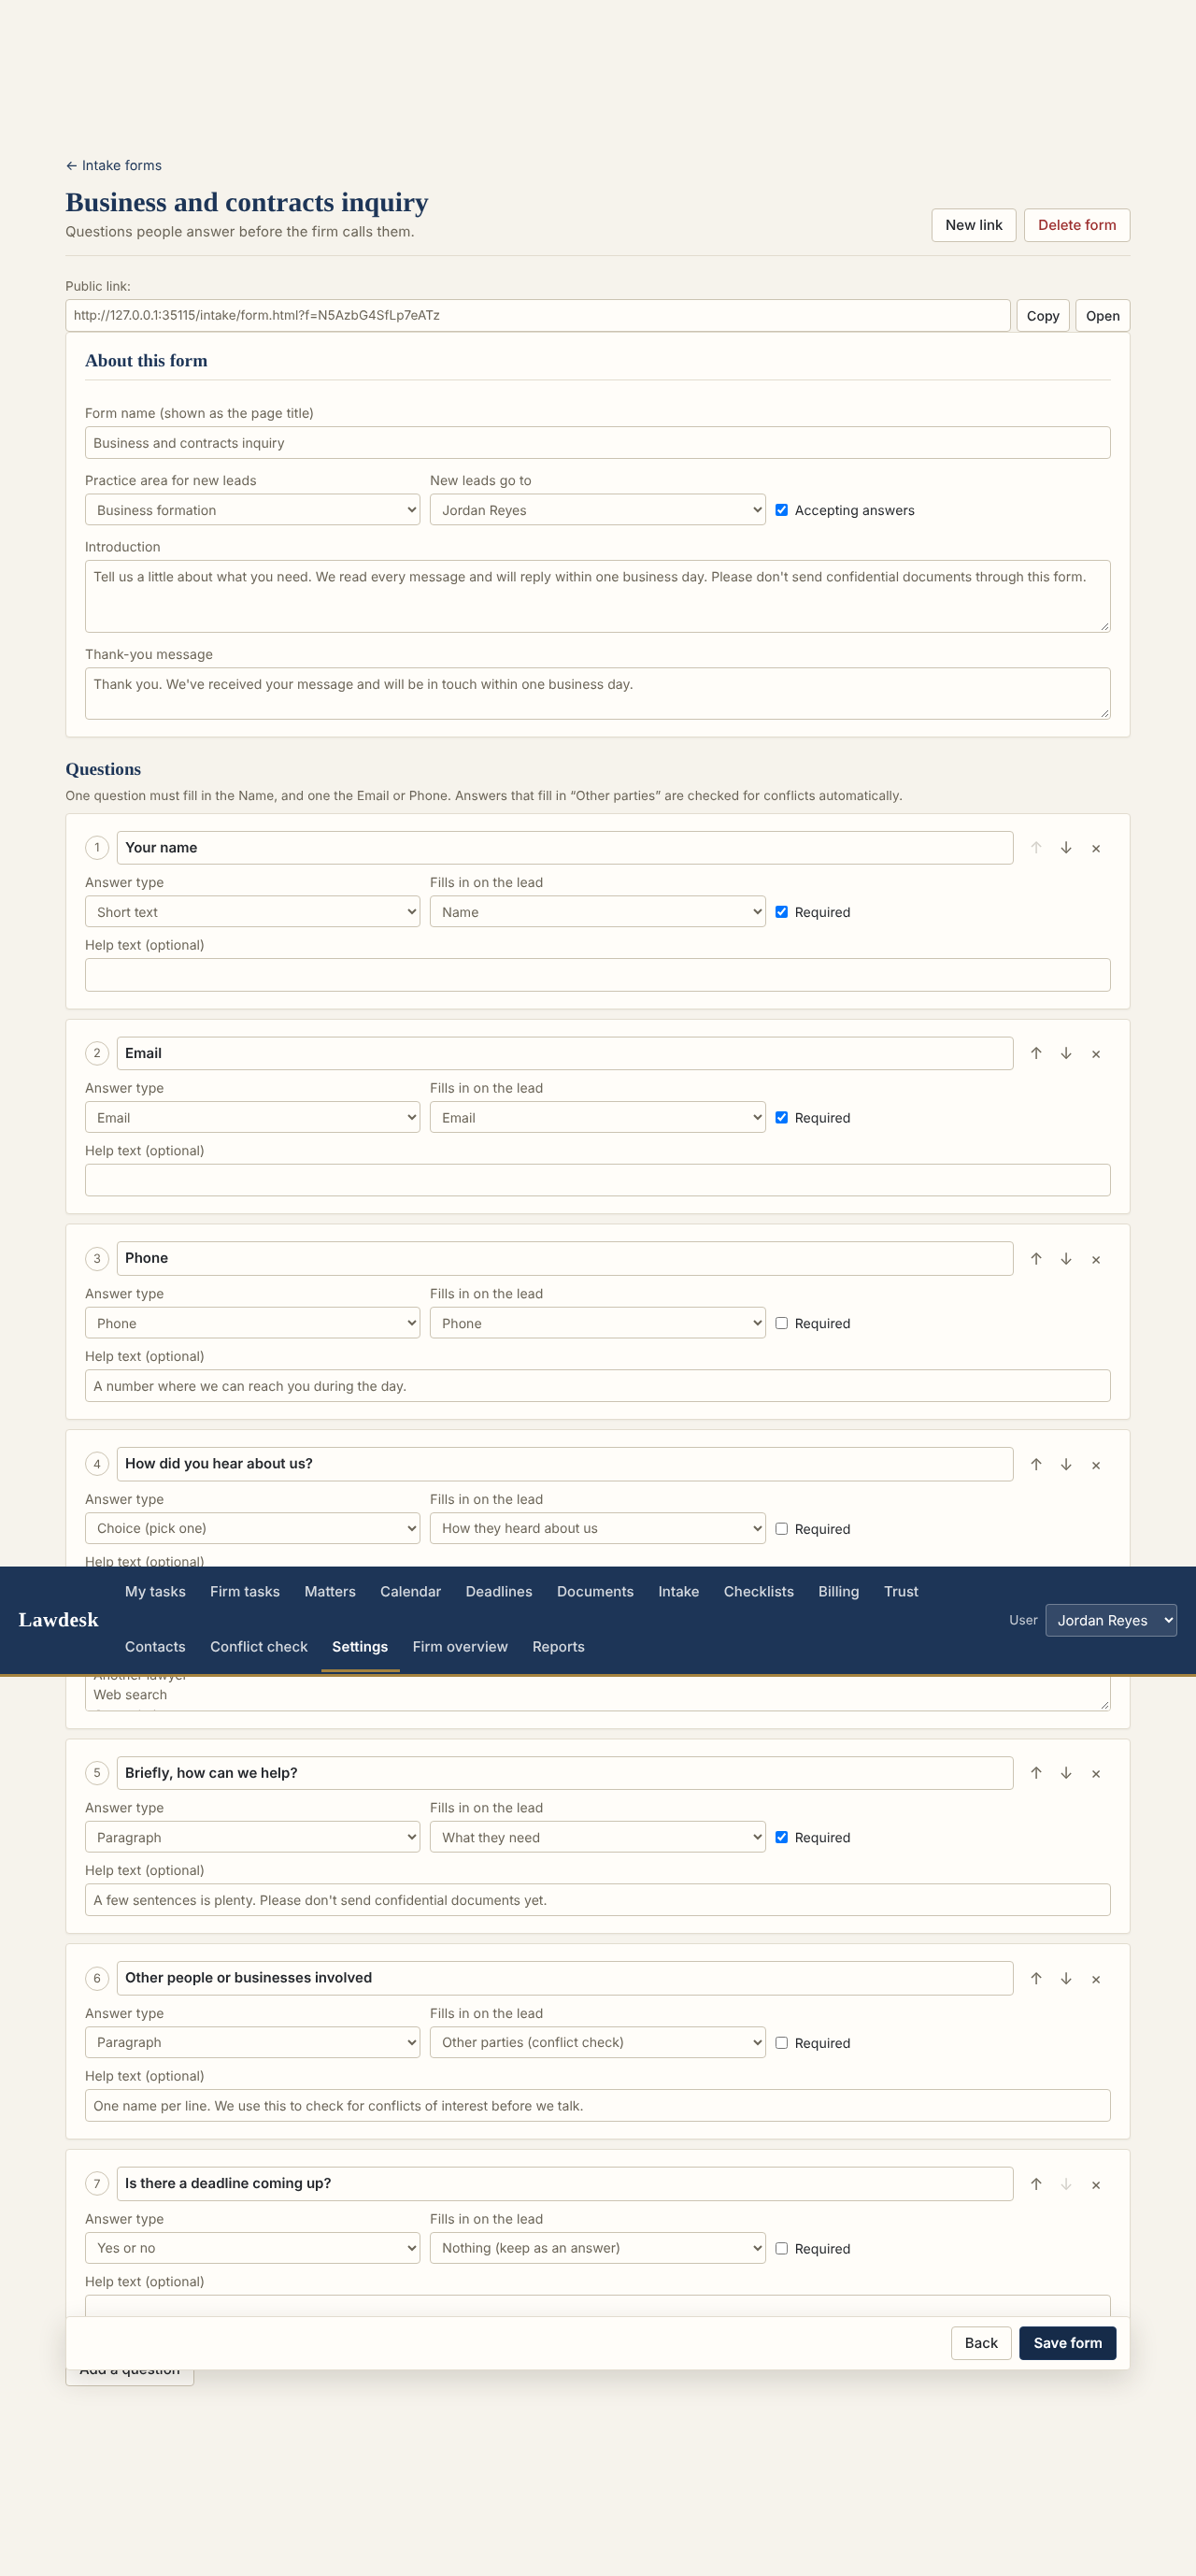 ← Intake forms
Business and contracts inquiry
Questions people answer before the firm calls them.
New link
Delete form
Public link:
http://127.0.0.1:35115/intake/form.html?f=N5AzbG4SfLp7eATz
Copy
Open
About this form
Form name (shown as the page title)
Business and contracts inquiry
Practice area for new leads
New leads go to
Business formation
Jordan Reyes
Accepting answers
Introduction
Tell us a little about what you need. We read every message and will reply within one business day. Please don't send confidential documents through this form.
Thank-you message
Thank you. We've received your message and will be in touch within one business day.
Questions
One question must fill in the Name, and one the Email or Phone. Answers that fill in “Other parties” are checked for conflicts automatically.
1
Your name
↑ ↓ ×
Answer type
Fills in on the lead
Short text
Name
Required
Help text (optional)
2
Email
↑ ↓ ×
Answer type
Fills in on the lead
Email
Email
Required
Help text (optional)
3
Phone
↑ ↓ ×
Answer type
Fills in on the lead
Phone
Phone
Required
Help text (optional)
A number where we can reach you during the day.
4
How did you hear about us?
↑ ↓ ×
Answer type
Fills in on the lead
Choice (pick one)
How they heard about us
Required
Help text (optional)
Lawdesk
My tasks
Firm tasks
Matters
Calendar
Deadlines
Documents
Intake
Checklists
Billing
Trust
Contacts
Conflict check
Settings
Firm overview
Reports
User
Jordan Reyes
Another lawyer
Web search
5
Briefly, how can we help?
↑ ↓ ×
Answer type
Fills in on the lead
Paragraph
What they need
Required
Help text (optional)
A few sentences is plenty. Please don't send confidential documents yet.
6
Other people or businesses involved
↑ ↓ ×
Answer type
Fills in on the lead
Paragraph
Other parties (conflict check)
Required
Help text (optional)
One name per line. We use this to check for conflicts of interest before we talk.
7
Is there a deadline coming up?
↑ ↓ ×
Answer type
Fills in on the lead
Yes or no
Nothing (keep as an answer)
Required
Help text (optional)
Back
Save form
Add a question